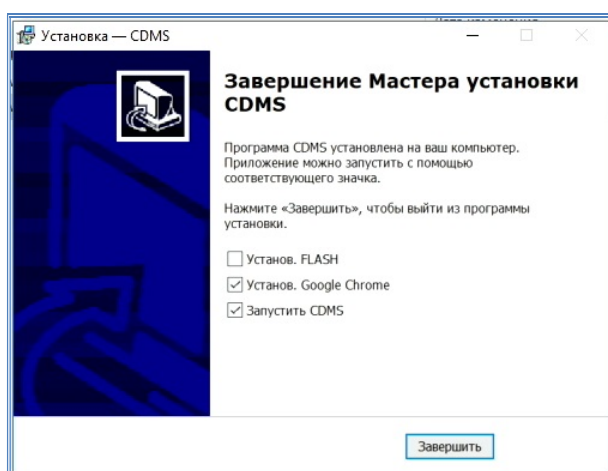 Установка — CDMS
Завершение Мастера установки
CDMS
Программа CDMS установлена на ваш компьютер.
Приложение можно запустить с помощью
соответствующего значка.
Нажмите «Завершить», чтобы выйти из программы
установки.
Установ. FLASH
Установ. Google Chrome
Запустить CDMS
Завершить